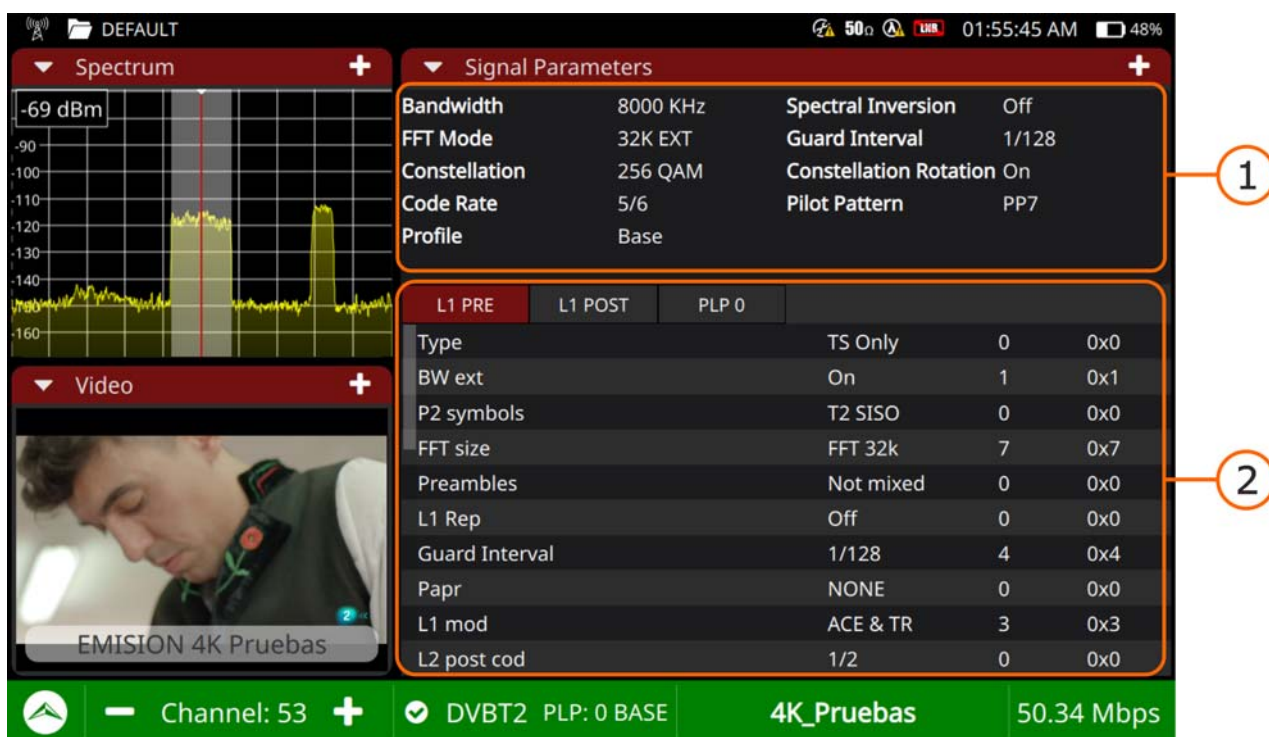 DEFAULT
50Ω LNB 01:55:45 AM 48%
Spectrum +
-69 dBm
-90
-100
-110
-120
-130
-140
-160
Video +
2
EMISION 4K Pruebas
Signal Parameters +
Bandwidth 8000 KHz Spectral Inversion Off
FFT Mode 32K EXT Guard Interval 1/128
Constellation 256 QAM Constellation Rotation On
Code Rate 5/6 Pilot Pattern PP7
Profile Base
1
L1 PRE L1 POST PLP 0
Type TS Only 0 0x0
BW ext On 1 0x1
P2 symbols T2 SISO 0 0x0
FFT size FFT 32k 7 0x7
Preambles Not mixed 0 0x0
L1 Rep Off 0 0x0
Guard Interval 1/128 4 0x4
Papr NONE 0 0x0
L1 mod ACE & TR 3 0x3
L2 post cod 1/2 0 0x0
2
− Channel: 53 + DVBT2 PLP: 0 BASE 4K_Pruebas 50.34 Mbps